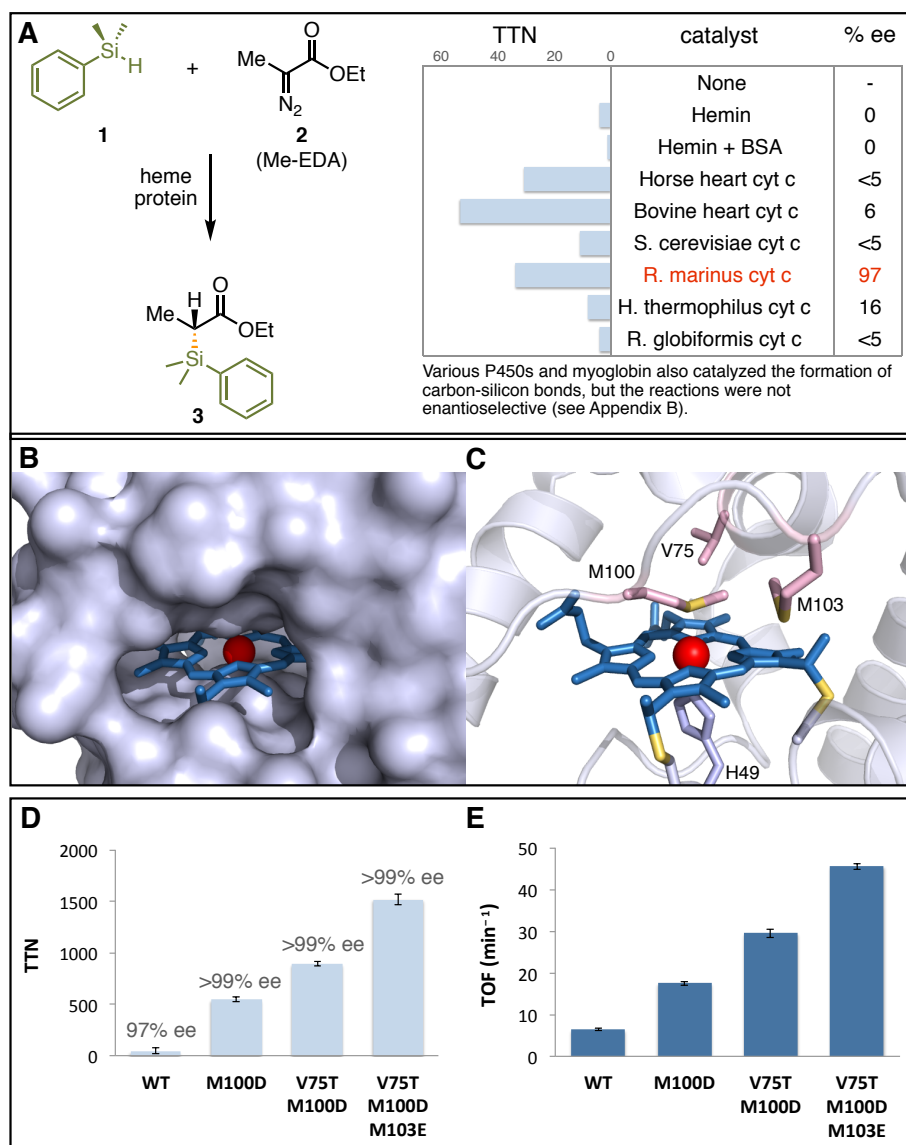 A
Si
H
1
+
Me
O
OEt
N2
2
(Me-EDA)
heme
protein
H
O
Me
OEt
Si
3
TTN
catalyst
% ee
60
40
20
0
None
-
Hemin
0
Hemin + BSA
0
Horse heart cyt c
<5
Bovine heart cyt c
6
S. cerevisiae cyt c
<5
R. marinus cyt c
97
H. thermophilus cyt c
16
R. globiformis cyt c
<5
Various P450s and myoglobin also catalyzed the formation of
carbon-silicon bonds, but the reactions were not
enantioselective (see Appendix B).
B
C
V75
M100
M103
H49
D
2000
1500
1000
500
0
TTN
97% ee
>99% ee
>99% ee
>99% ee
WT
M100D
V75T
M100D
V75T
M100D
M103E
E
50
40
30
20
10
0
TOF (min⁻¹)
WT
M100D
V75T
M100D
V75T
M100D
M103E